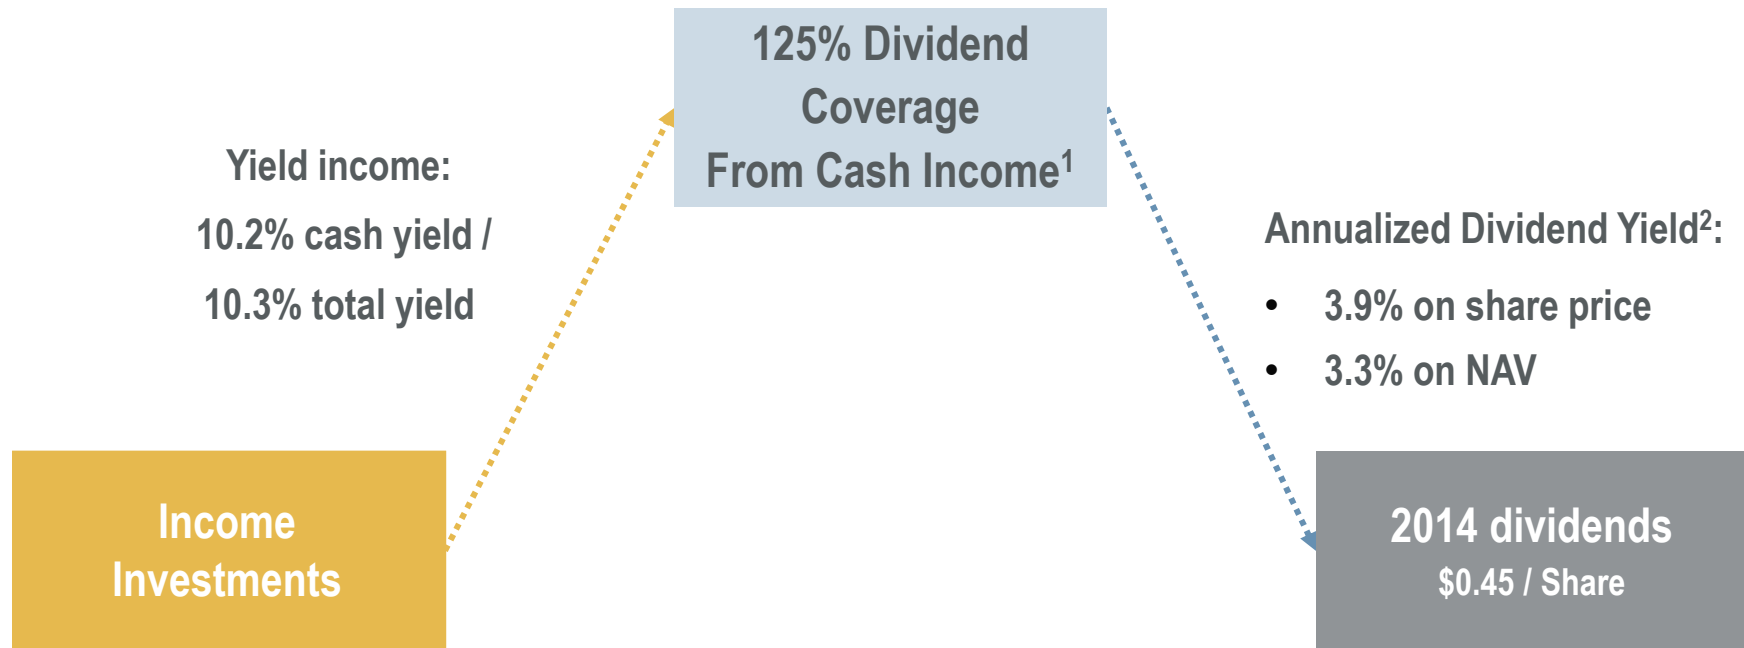 125% Dividend
Coverage
From Cash Income¹
Yield income:
10.2% cash yield /
10.3% total yield
Annualized Dividend Yield²:
• 3.9% on share price
• 3.3% on NAV
Income
Investments
2014 dividends
$0.45 / Share